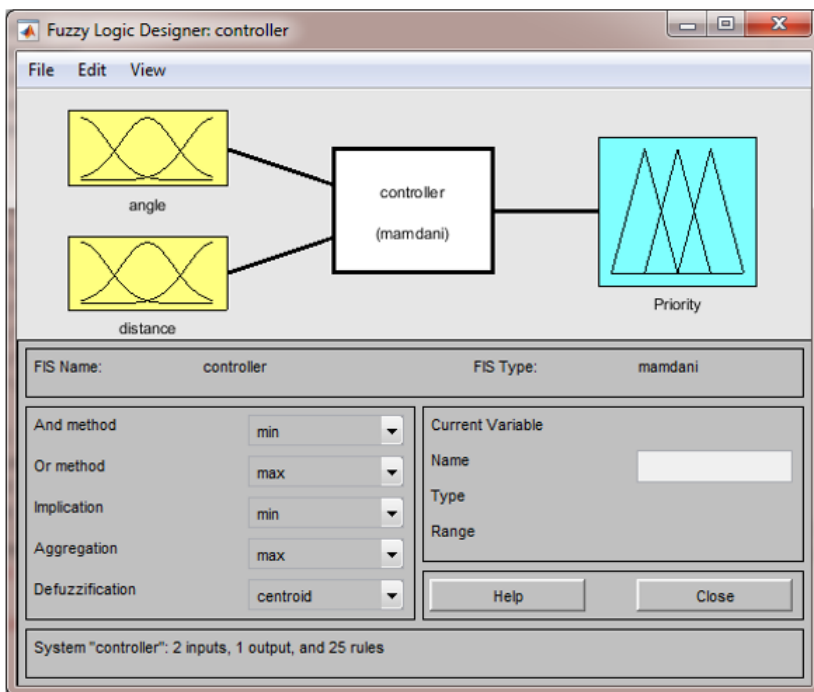 Fuzzy Logic Designer: controller
File Edit View
angle
distance
controller
(mamdani)
Priority
FIS Name: controller FIS Type: mamdani
And method min
Or method max
Implication min
Aggregation max
Defuzzification centroid
Current Variable
Name
Type
Range
Help Close
System "controller": 2 inputs, 1 output, and 25 rules